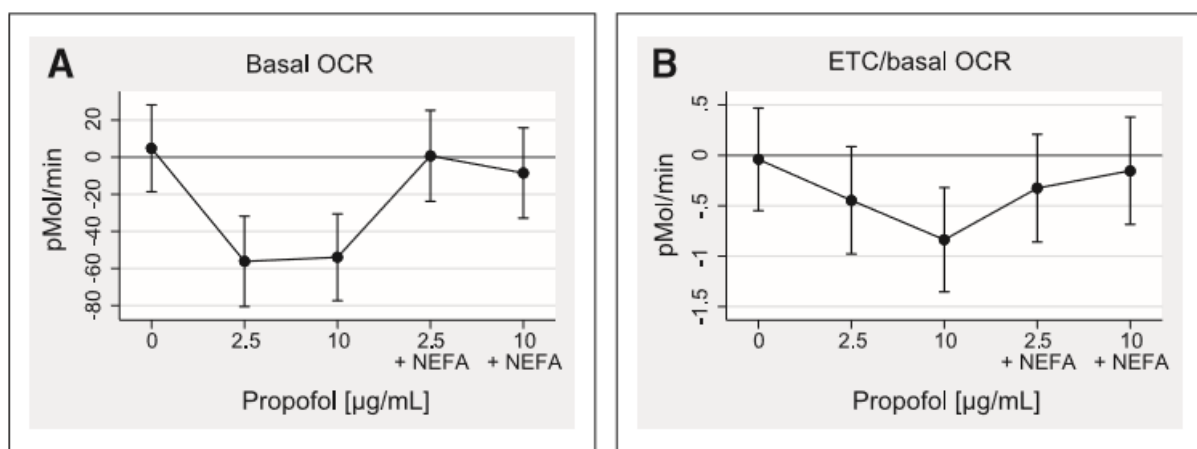 A
Basal OCR
pMol/min
20
0
-20
-40
-60
-80
0 2.5 10 2.5 10
+ NEFA + NEFA
Propofol [µg/mL]
B
ETC/basal OCR
pMol/min
.5
0
-.5
-1
-1.5
0 2.5 10 2.5 10
+ NEFA + NEFA
Propofol [µg/mL]